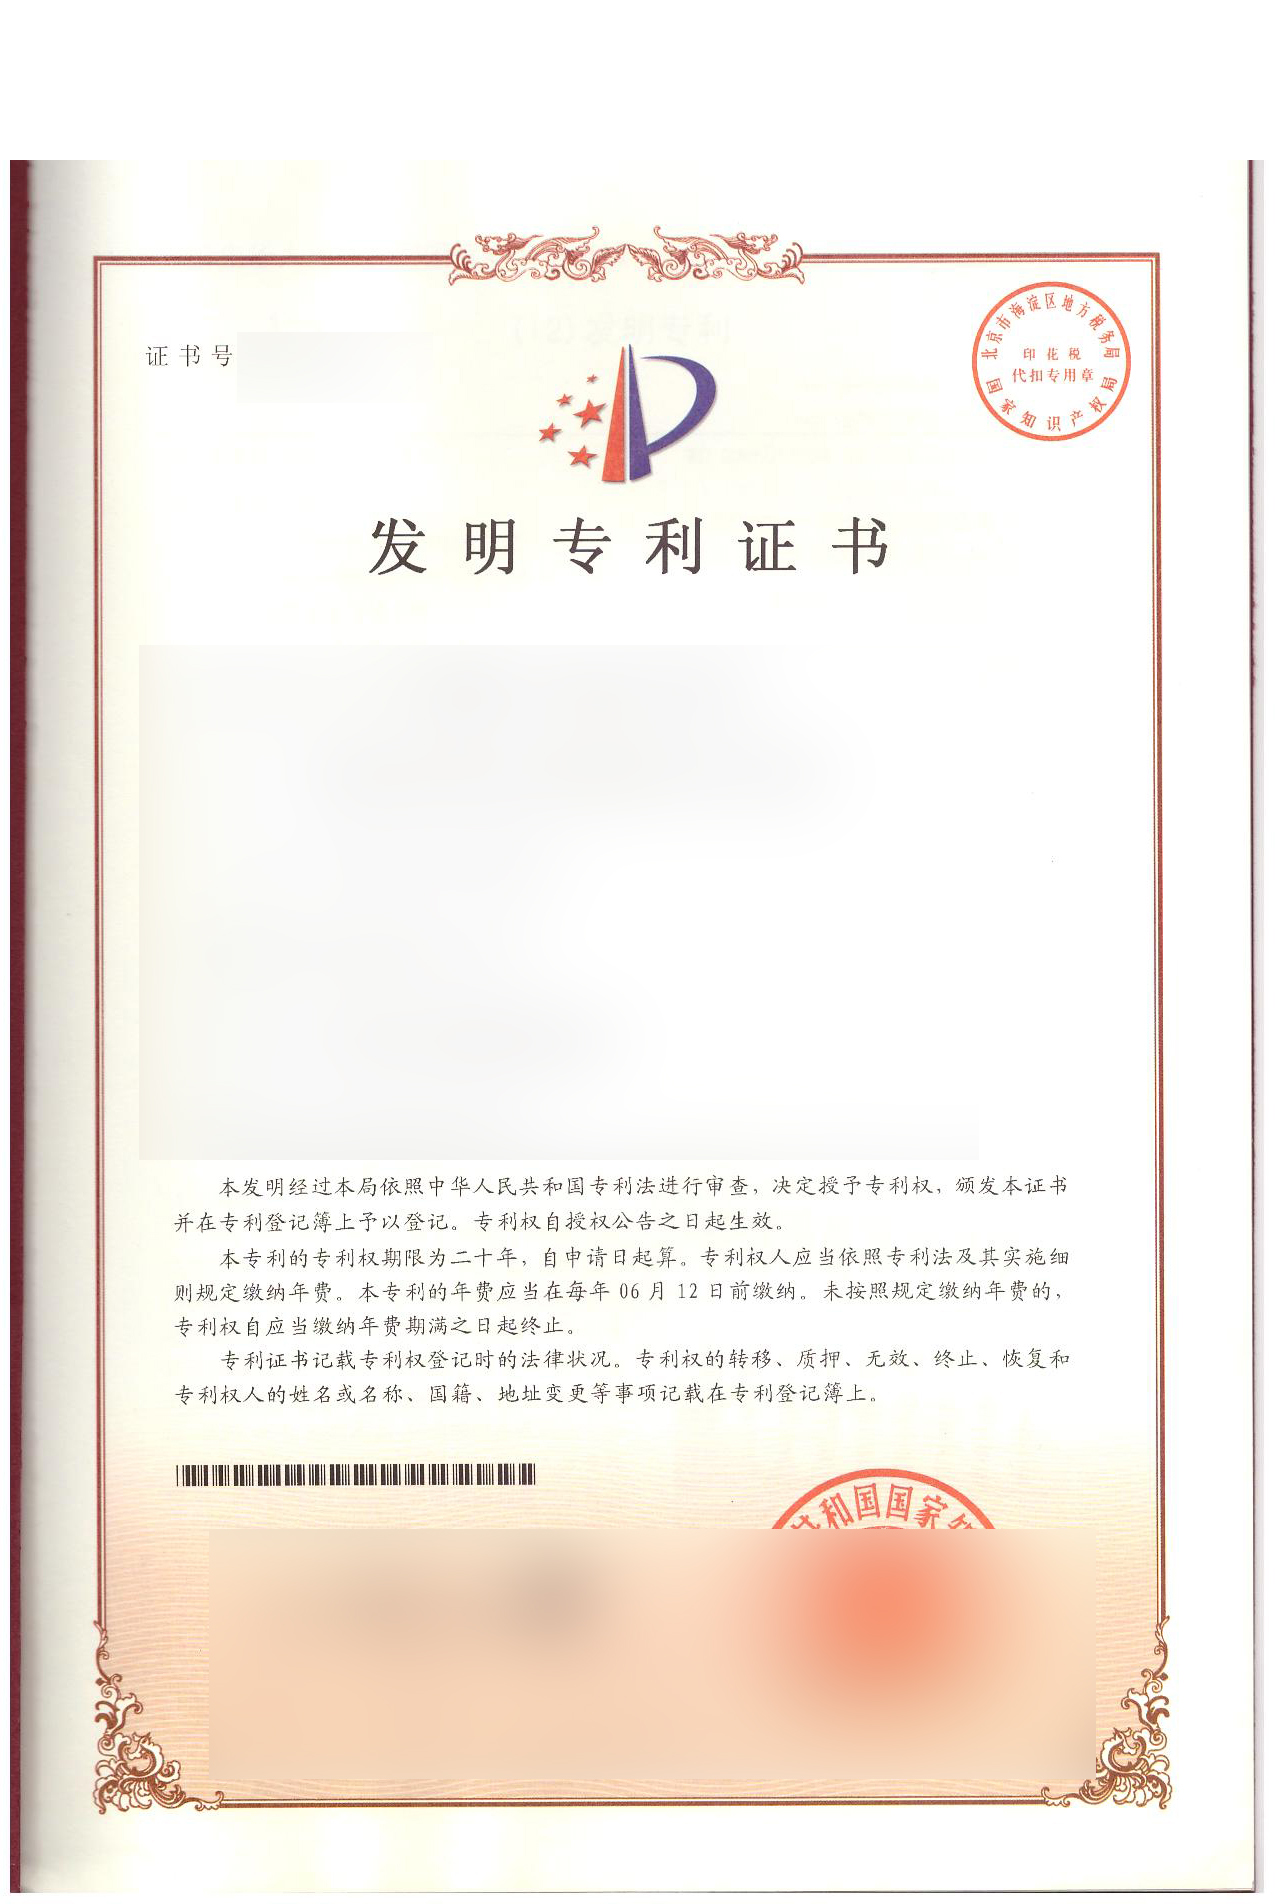 证书号
北京市海淀区地方税务局
印花税
代扣专用章
国家知识产权局
发明专利证书
本发明经过本局依照中华人民共和国专利法进行审查，决定授予专利权，颁发本证书
并在专利登记簿上予以登记。专利权自授权公告之日起生效。
本专利的专利权期限为二十年，自申请日起算。专利权人应当依照专利法及其实施细
则规定缴纳年费。本专利的年费应当在每年 06 月 12 日前缴纳。未按照规定缴纳年费的，
专利权自应当缴纳年费期满之日起终止。
专利证书记载专利权登记时的法律状况。专利权的转移、质押、无效、终止、恢复和
专利权人的姓名或名称、国籍、地址变更等事项记载在专利登记簿上。
和国国家